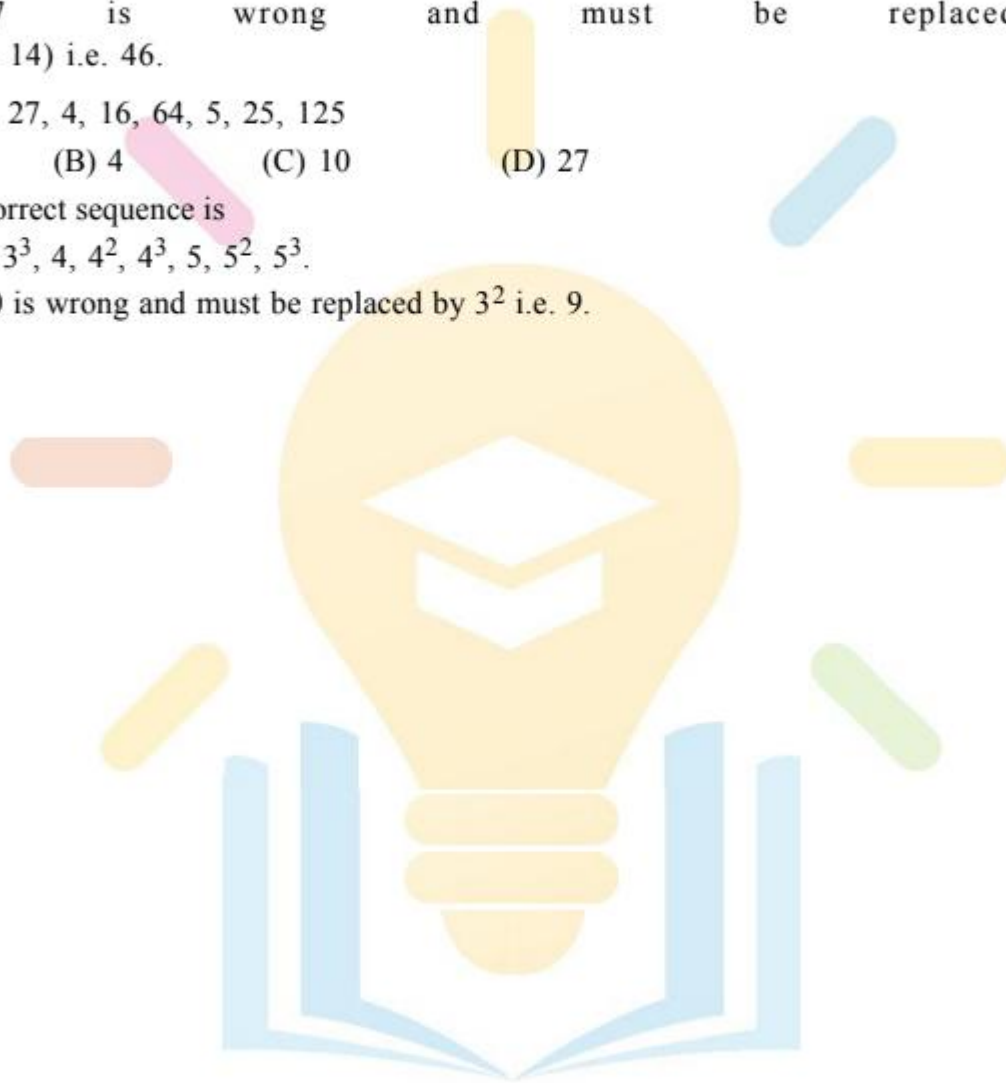 is wrong and must be replaced
14) i.e. 46.
27, 4, 16, 64, 5, 25, 125
(B) 4 (C) 10 (D) 27
orrect sequence is
3³, 4, 4², 4³, 5, 5², 5³.
is wrong and must be replaced by 3² i.e. 9.